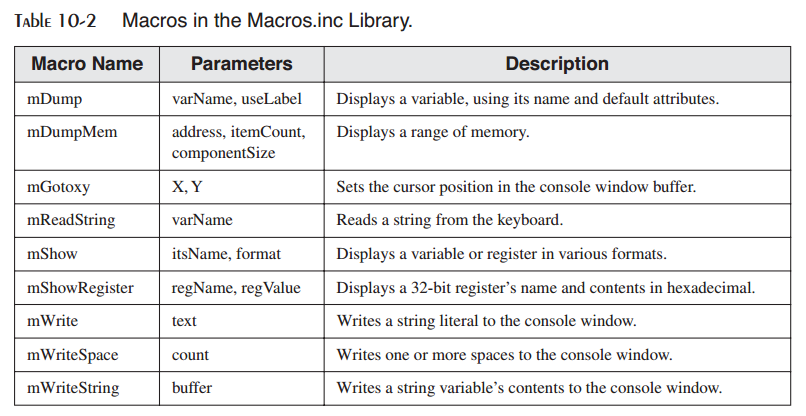 TABLE 10-2 Macros in the Macros.inc Library.
Macro Name Parameters Description
mDump varName, useLabel Displays a variable, using its name and default attributes.
mDumpMem address, itemCount, Displays a range of memory.
componentSize
mGotoxy X, Y Sets the cursor position in the console window buffer.
mReadString varName Reads a string from the keyboard.
mShow itsName, format Displays a variable or register in various formats.
mShowRegister regName, regValue Displays a 32-bit register’s name and contents in hexadecimal.
mWrite text Writes a string literal to the console window.
mWriteSpace count Writes one or more spaces to the console window.
mWriteString buffer Writes a string variable’s contents to the console window.